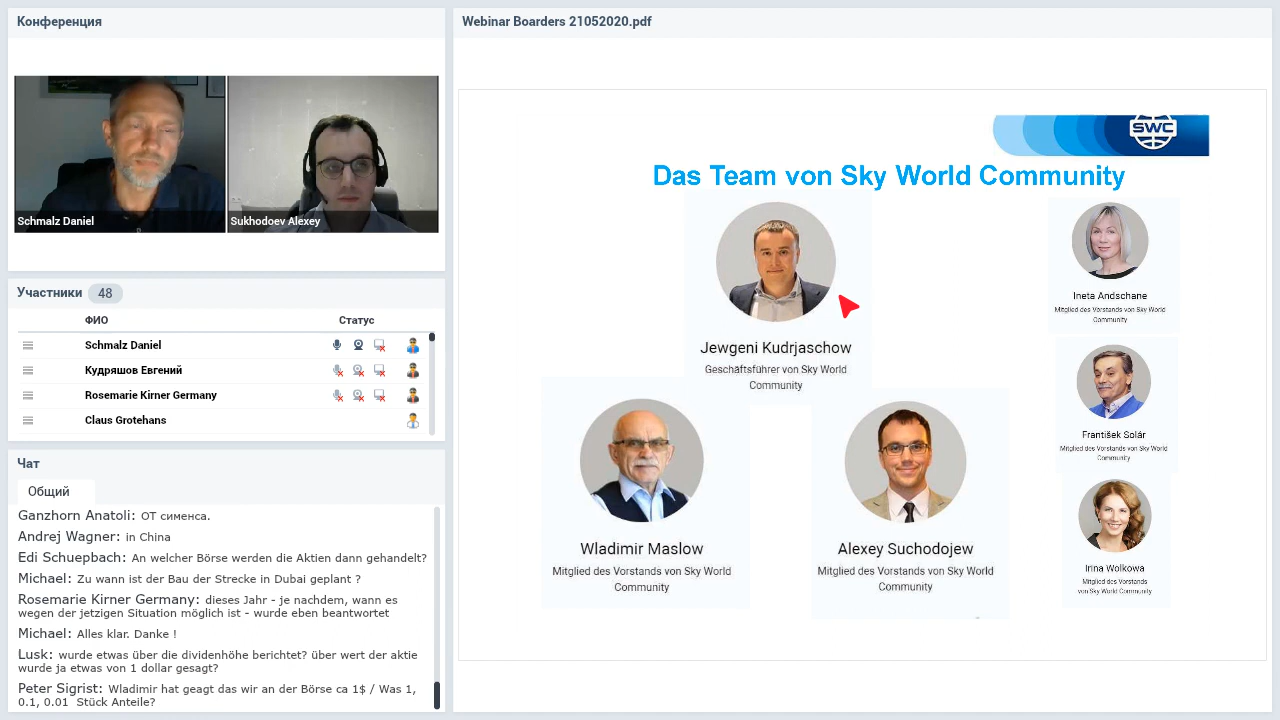 Конференция
Schmalz Daniel
Sukhodoev Alexey
Участники 48
ФИО Статус
Schmalz Daniel
Кудряшов Евгений
Rosemarie Kirner Germany
Claus Grotehans
Чат
Общий
Ganzhorn Anatoli: ОТ сименса.
Andrej Wagner: in China
Edi Schuepbach: An welcher Börse werden die Aktien dann gehandelt?
Michael: Zu wann ist der Bau der Strecke in Dubai geplant ?
Rosemarie Kirner Germany: dieses Jahr - je nachdem, wann es
wegen der jetzigen Situation möglich ist - wurde eben beantwortet
Michael: Alles klar. Danke !
Lusk: wurde etwas über die dividenhöhe berichtet? über wert der aktie
wurde ja etwas von 1 dollar gesagt?
Peter Sigrist: Wladimir hat geagt das wir an der Börse ca 1$ / Was 1,
0.1, 0.01 Stück Anteile?
Webinar Boarders 21052020.pdf
SWC
Das Team von Sky World Community
Jewgeni Kudrjaschow
Geschäftsführer von Sky World
Community
Wladimir Maslow
Mitglied des Vorstands von Sky World
Community
Alexey Suchodojew
Mitglied des Vorstands von Sky World
Community
Ineta Andschane
Mitglied des Vorstands von Sky World
Community
František Solár
Mitglied des Vorstands von Sky World
Community
Irina Wolkowa
Mitglied des Vorstands
von Sky World Community